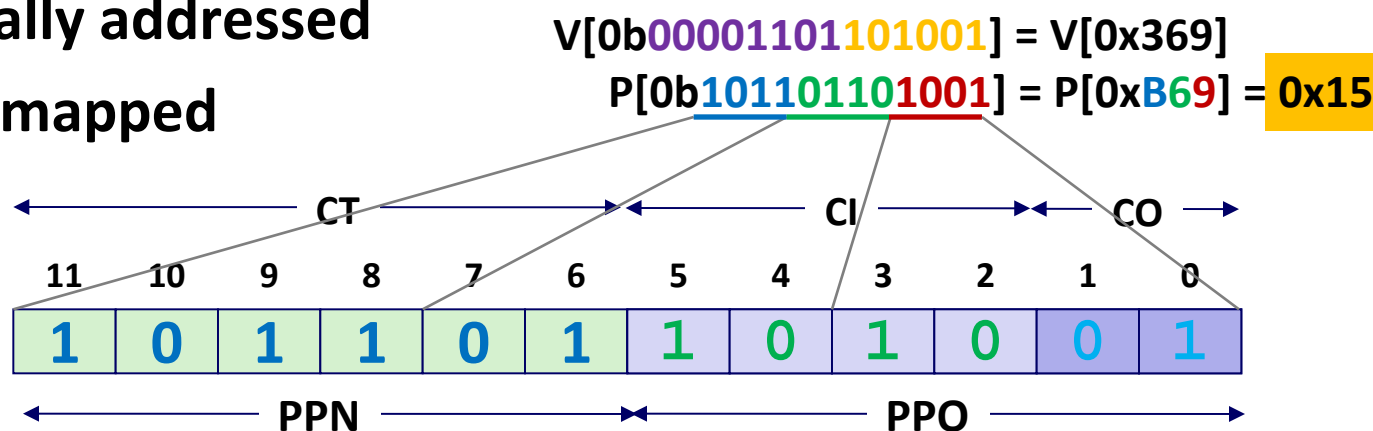 ally addressed
V[0b00001101101001] = V[0x369]
P[0b101101101001] = P[0xB69] = 0x15
mapped
CT CI CO
11 10 9 8 7 6 5 4 3 2 1 0
1 0 1 1 0 1 1 0 1 0 0 1
PPN PPO